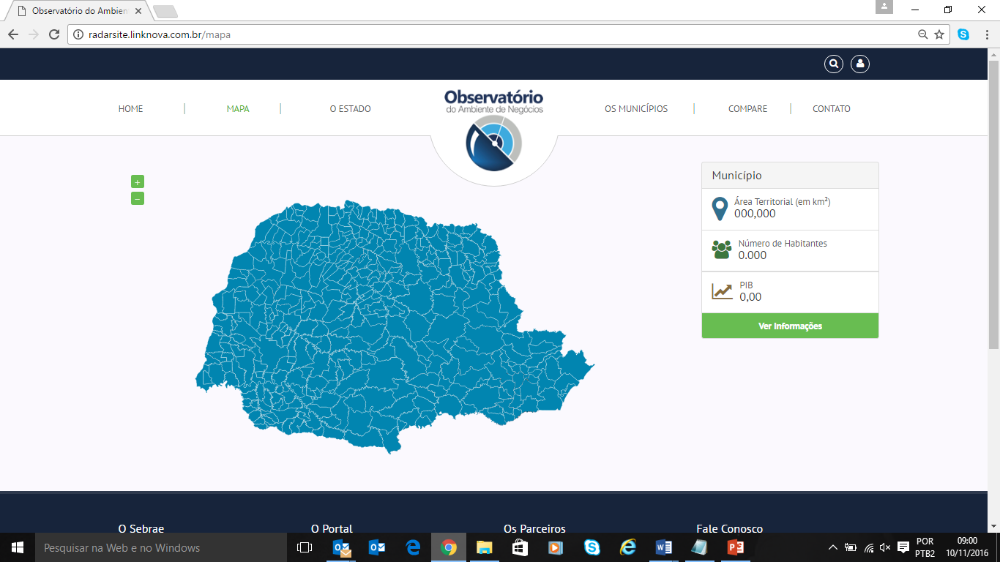 Observatório do Ambien
radarsite.linknova.com.br/mapa
HOME
MAPA
O ESTADO
Observatório
do Ambiente de Negócios
OS MUNICÍPIOS
COMPARE
CONTATO
+
−
Município
Área Territorial (em km²)
000,000
Número de Habitantes
0.000
PIB
0,00
Ver Informações
O Sebrae
O Portal
Os Parceiros
Fale Conosco
Pesquisar na Web e no Windows
POR
PTB2
09:00
10/11/2016